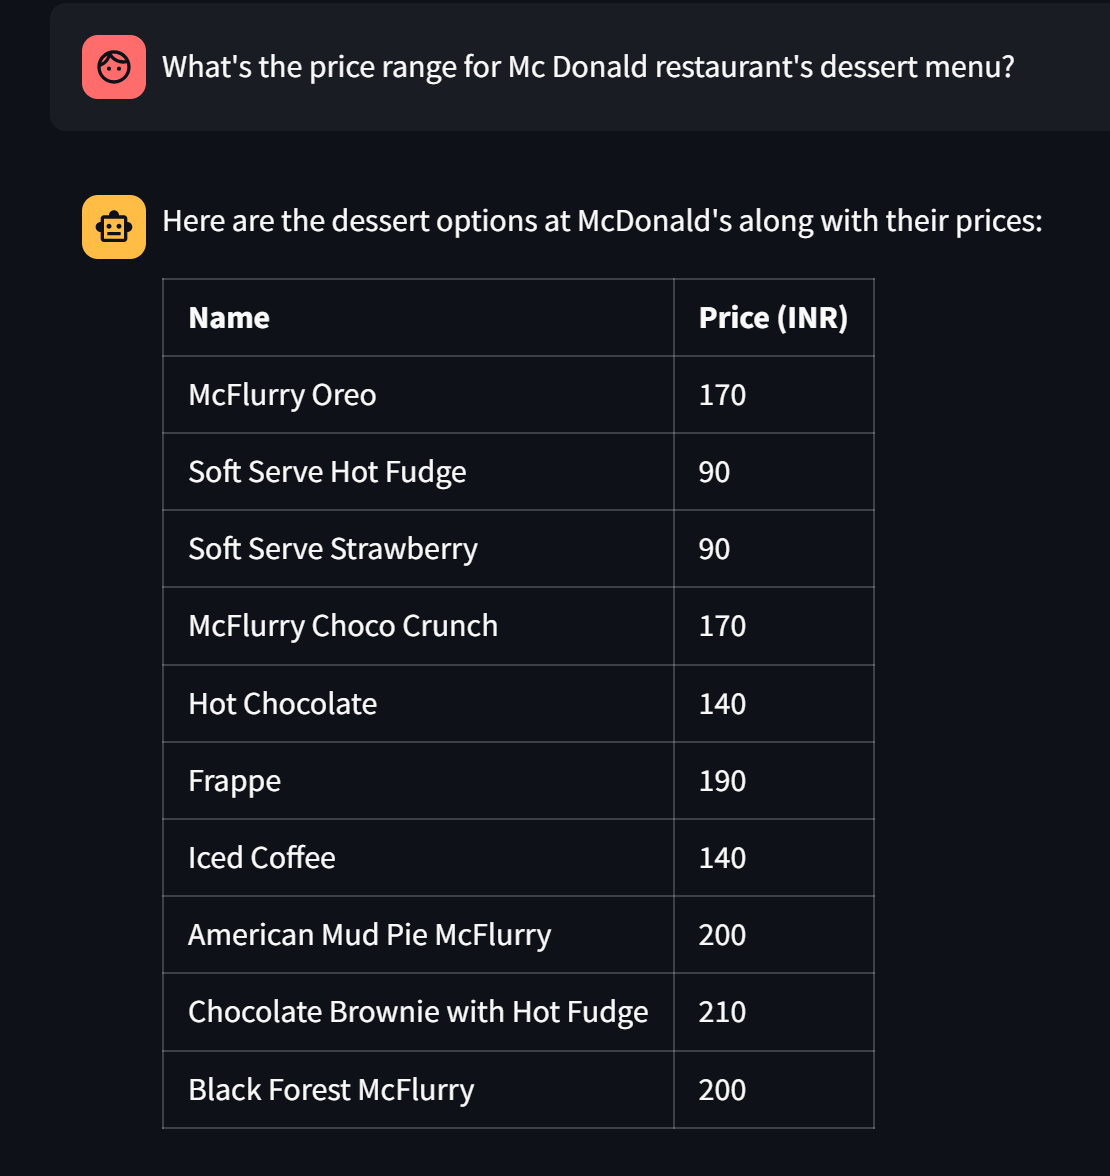 What's the price range for Mc Donald restaurant's dessert menu?
Here are the dessert options at McDonald's along with their prices:
Name Price (INR)
McFlurry Oreo 170
Soft Serve Hot Fudge 90
Soft Serve Strawberry 90
McFlurry Choco Crunch 170
Hot Chocolate 140
Frappe 190
Iced Coffee 140
American Mud Pie McFlurry 200
Chocolate Brownie with Hot Fudge 210
Black Forest McFlurry 200